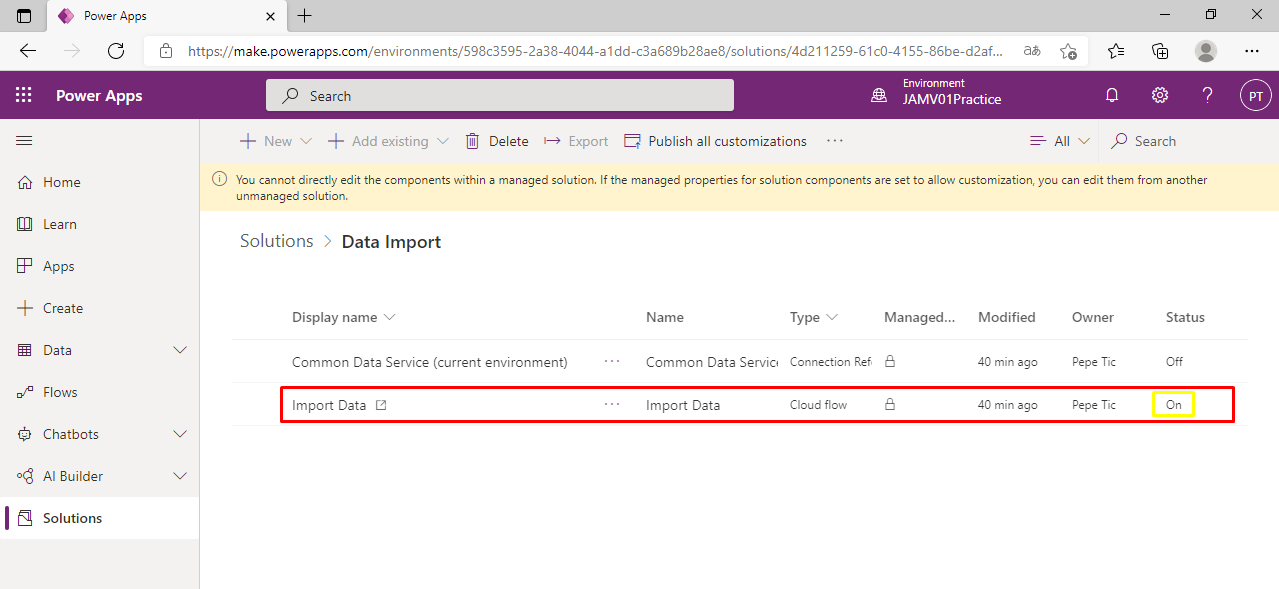 Power Apps
https://make.powerapps.com/environments/598c3595-2a38-4044-a1dd-c3a689b28ae8/solutions/4d211259-61c0-4155-86be-d2af...
aあ
Power Apps
Search
Environment
JAMV01Practice
?
PT
New
Add existing
Delete
Export
Publish all customizations
All
Search
Home
Learn
Apps
Create
Data
Flows
Chatbots
AI Builder
Solutions
You cannot directly edit the components within a managed solution. If the managed properties for solution components are set to allow customization, you can edit them from another
unmanaged solution.
Solutions > Data Import
Display name Name Type Managed... Modified Owner Status
Common Data Service (current environment) ··· Common Data Service Connection Ref 40 min ago Pepe Tic Off
Import Data ··· Import Data Cloud flow 40 min ago Pepe Tic On